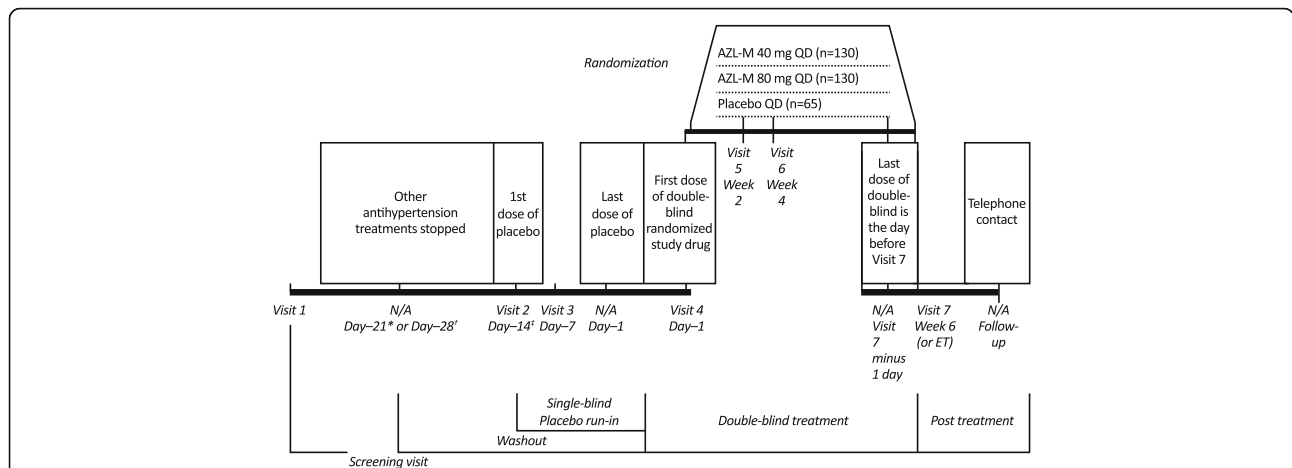 AZL-M 40 mg QD (n=130)
Randomization
AZL-M 80 mg QD (n=130)
Placebo QD (n=65)
Visit
5
Week
2
Visit
6
Week
4
Other
antihypertension
treatments stopped
1st
dose of
placebo
Last
dose of
placebo
First dose
of double-
blind
randomized
study drug
Last
dose of
double-
blind is
the day
before
Visit 7
Telephone
contact
Visit 1
N/A
Day–21* or Day–28†
Visit 2
Day–14‡
Visit 3
Day–7
N/A
Day–1
Visit 4
Day–1
N/A
Visit
7
minus
1 day
Visit 7
Week 6
(or ET)
N/A
Follow-
up
Single-blind
Placebo run-in
Double-blind treatment
Post treatment
Washout
Screening visit